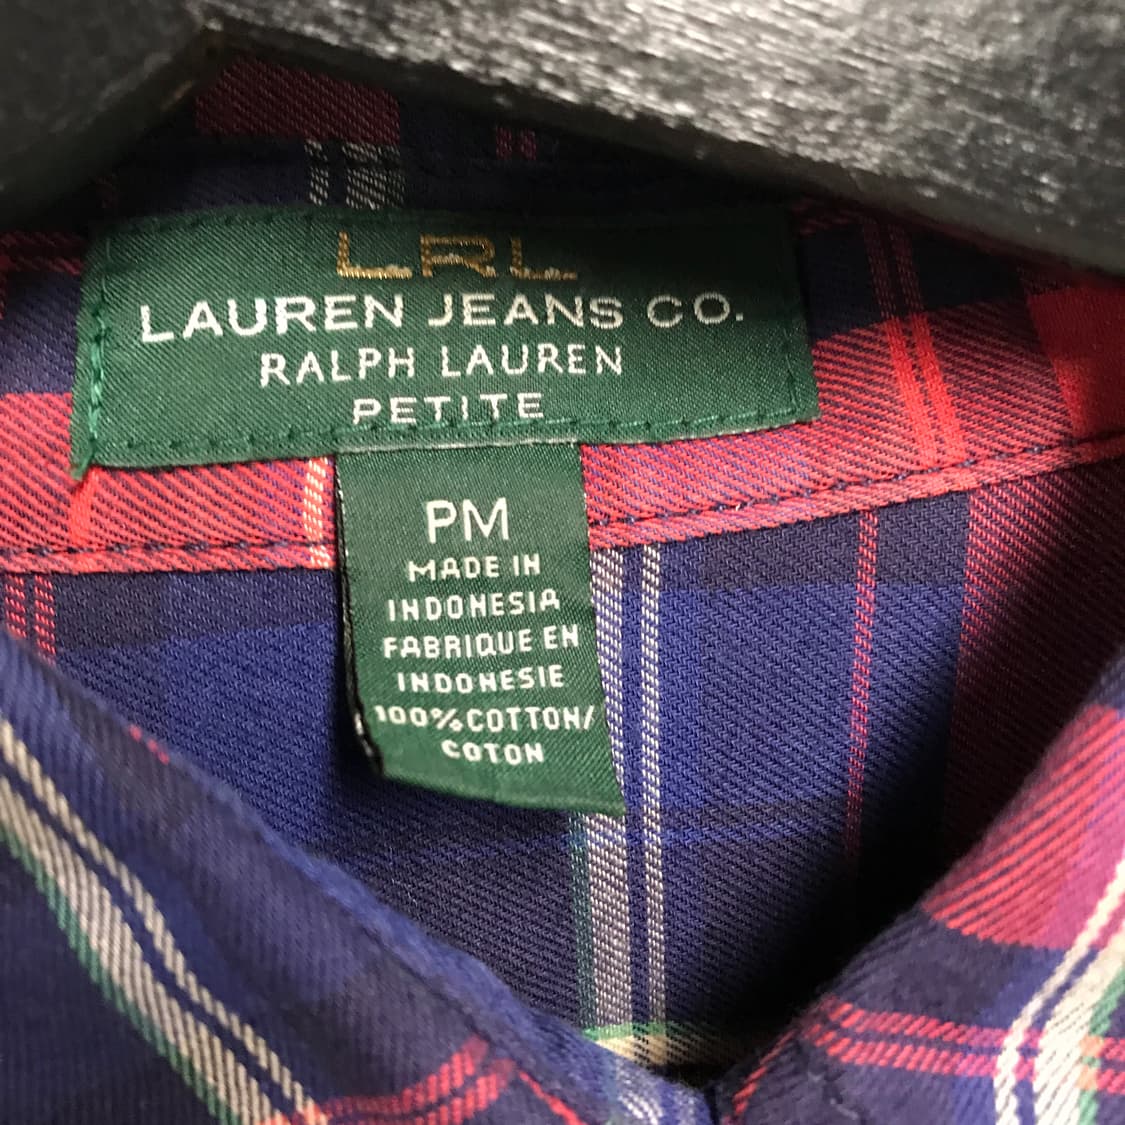 LRL
LAUREN JEANS CO.
RALPH LAUREN
PETITE
PM
MADE IN
INDONESIA
FABRIQUE EN
INDONESIE
100%COTTON/
COTON